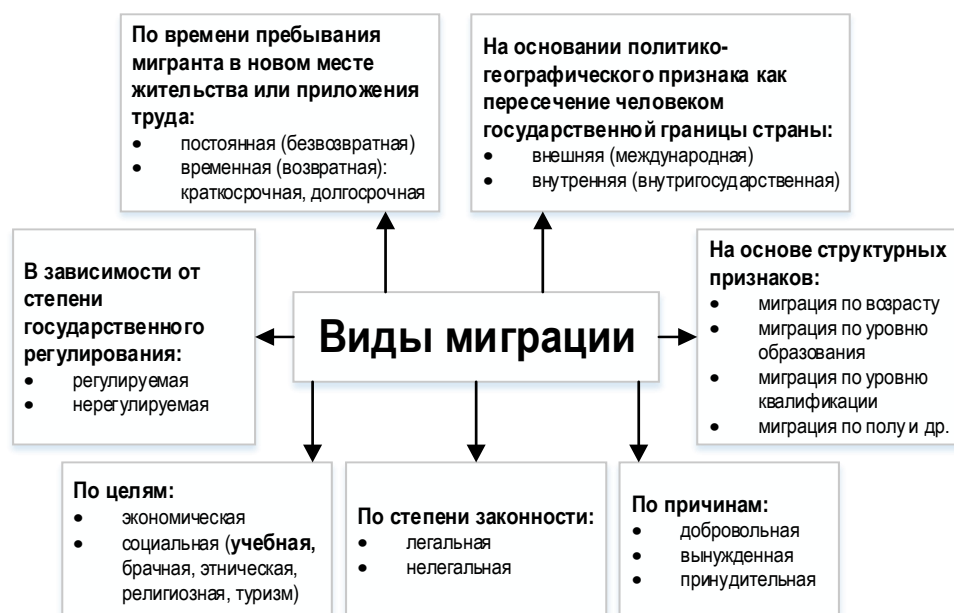 По времени пребывания
мигранта в новом месте
жительства или приложения
труда:
• постоянная (безвозвратная)
• временная (возвратная):
краткосрочная, долгосрочная
На основании политико-
географического признака как
пересечение человеком
государственной границы страны:
• внешняя (международная)
• внутренняя (внутригосударственная)
В зависимости от
степени
государственного
регулирования:
• регулируемая
• нерегулируемая
Виды миграции
На основе структурных
признаков:
• миграция по возрасту
• миграция по уровню
образования
• миграция по уровню
квалификации
• миграция по полу и др.
По целям:
• экономическая
• социальная (учебная,
брачная, этническая,
религиозная, туризм)
По степени законности:
• легальная
• нелегальная
По причинам:
• добровольная
• вынужденная
• принудительная